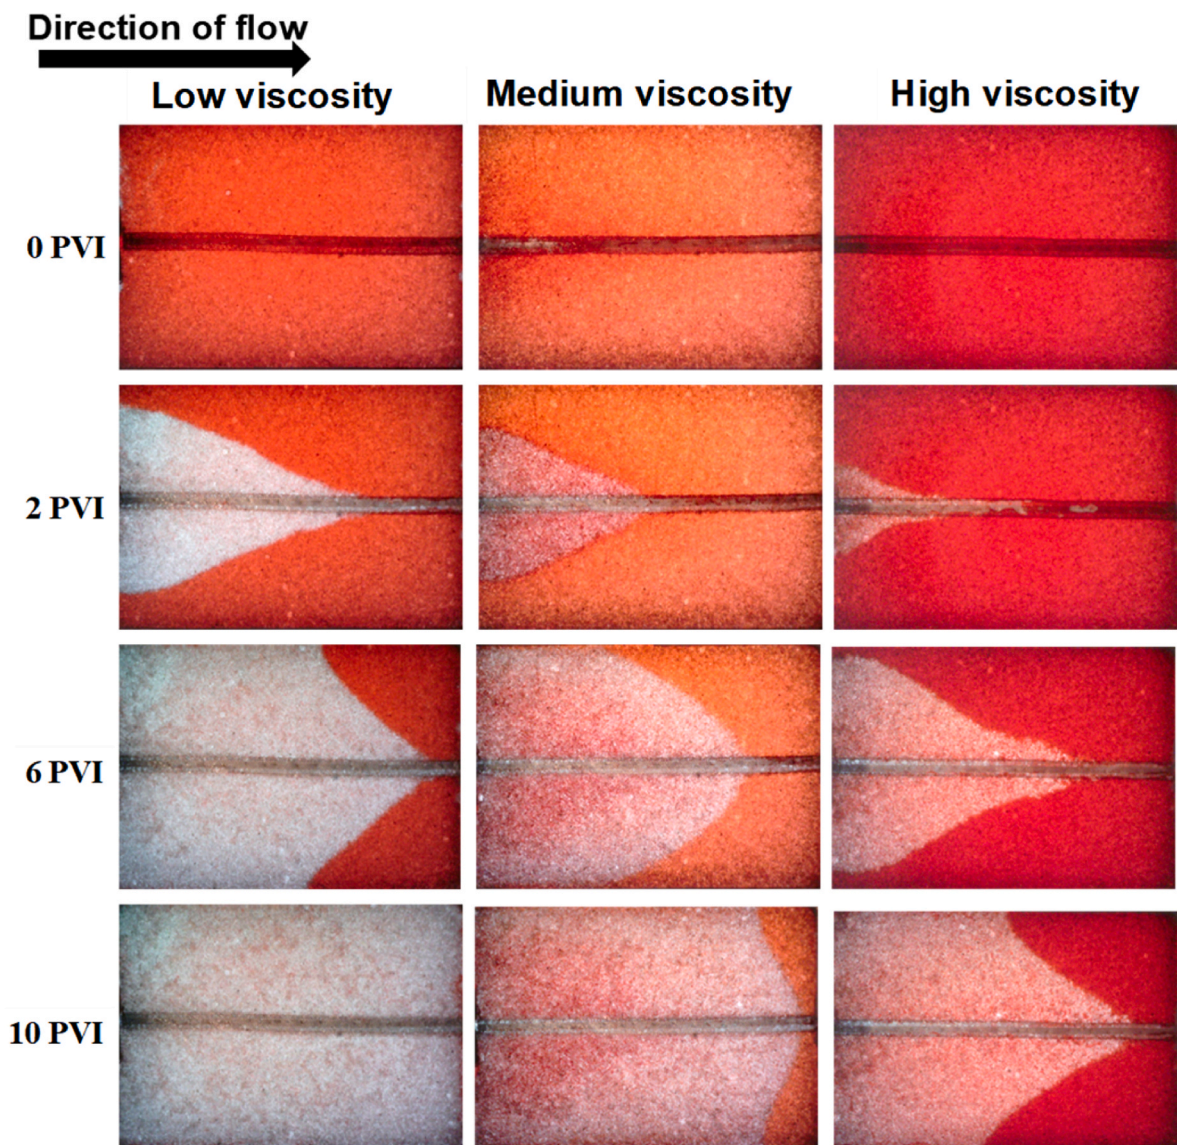 Direction of flow
Low viscosity Medium viscosity High viscosity
0 PVI
2 PVI
6 PVI
10 PVI